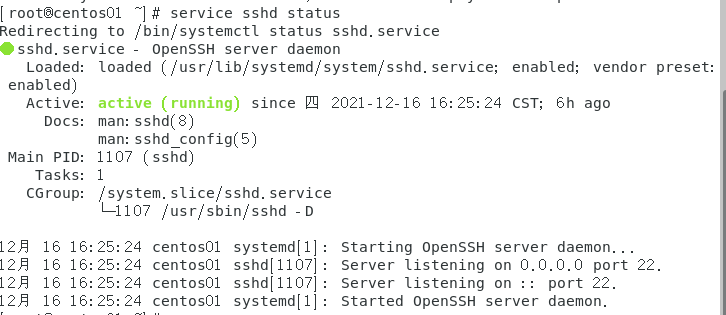 [root@centos01 ~]# service sshd status
Redirecting to /bin/systemctl status sshd.service
● sshd.service - OpenSSH server daemon
Loaded: loaded (/usr/lib/systemd/system/sshd.service; enabled; vendor preset:
enabled)
Active: active (running) since 四 2021-12-16 16:25:24 CST; 6h ago
Docs: man:sshd(8)
man:sshd_config(5)
Main PID: 1107 (sshd)
Tasks: 1
CGroup: /system.slice/sshd.service
└─1107 /usr/sbin/sshd -D
12月 16 16:25:24 centos01 systemd[1]: Starting OpenSSH server daemon...
12月 16 16:25:24 centos01 sshd[1107]: Server listening on 0.0.0.0 port 22.
12月 16 16:25:24 centos01 sshd[1107]: Server listening on :: port 22.
12月 16 16:25:24 centos01 systemd[1]: Started OpenSSH server daemon.
[root@centos01 ~]#